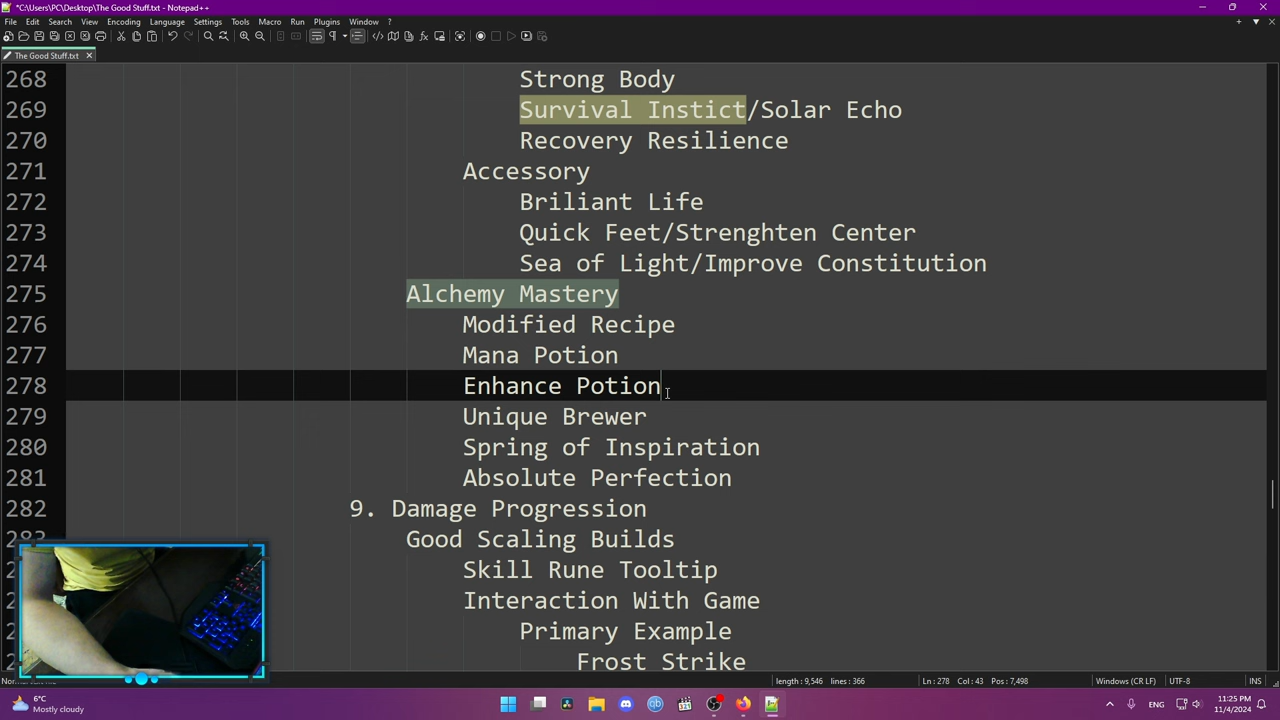 *C:\Users\PC\Desktop\The Good Stuff.txt - Notepad++
File Edit Search View Encoding Language Settings Tools Macro Run Plugins Window ?
The Good Stuff.txt
268 Strong Body
269 Survival Instict/Solar Echo
270 Recovery Resilience
271 Accessory
272 Briliant Life
273 Quick Feet/Strenghten Center
274 Sea of Light/Improve Constitution
275 Alchemy Mastery
276 Modified Recipe
277 Mana Potion
278 Enhance Potion
279 Unique Brewer
280 Spring of Inspiration
281 Absolute Perfection
282 9. Damage Progression
283 Good Scaling Builds
Skill Rune Tooltip
Interaction With Game
Primary Example
Frost Strike
length : 9,546 lines : 366 Ln : 278 Col : 43 Pos : 7,498 Windows (CR LF) UTF-8 INS
6°C
Mostly cloudy
ENG
11:25 PM
11/4/2024